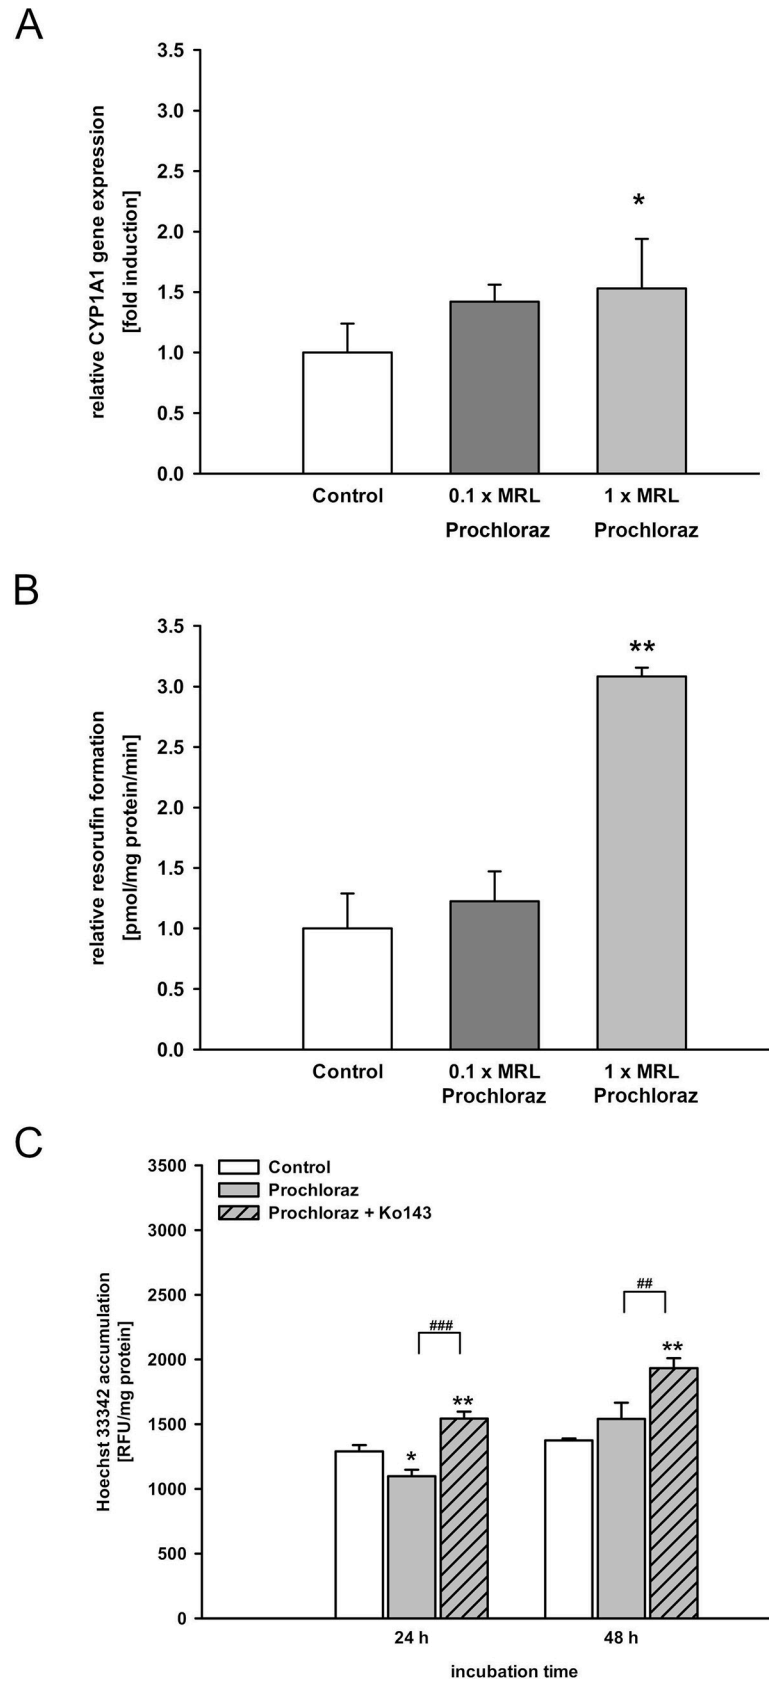 A
3.5
3.0
2.5
2.0
1.5
1.0
0.5
0.0
relative CYP1A1 gene expression
[fold induction]
*
Control
0.1 x MRL
1 x MRL
Prochloraz
Prochloraz
B
3.5
3.0
2.5
2.0
1.5
1.0
0.5
0.0
relative resorufin formation
[pmol/mg protein/min]
**
Control
0.1 x MRL
1 x MRL
Prochloraz
Prochloraz
C
3500
3000
2500
2000
1500
1000
500
0
Hoechst 33342 accumulation
[RFU/mg protein]
Control
Prochloraz
Prochloraz + Ko143
###
##
*
**
**
24 h
48 h
incubation time